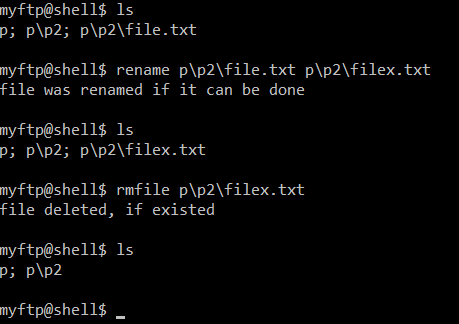 myftp@shell$ ls
p; p\p2; p\p2\file.txt
myftp@shell$ rename p\p2\file.txt p\p2\filex.txt
file was renamed if it can be done
myftp@shell$ ls
p; p\p2; p\p2\filex.txt
myftp@shell$ rmfile p\p2\filex.txt
file deleted, if existed
myftp@shell$ ls
p; p\p2
myftp@shell$ _